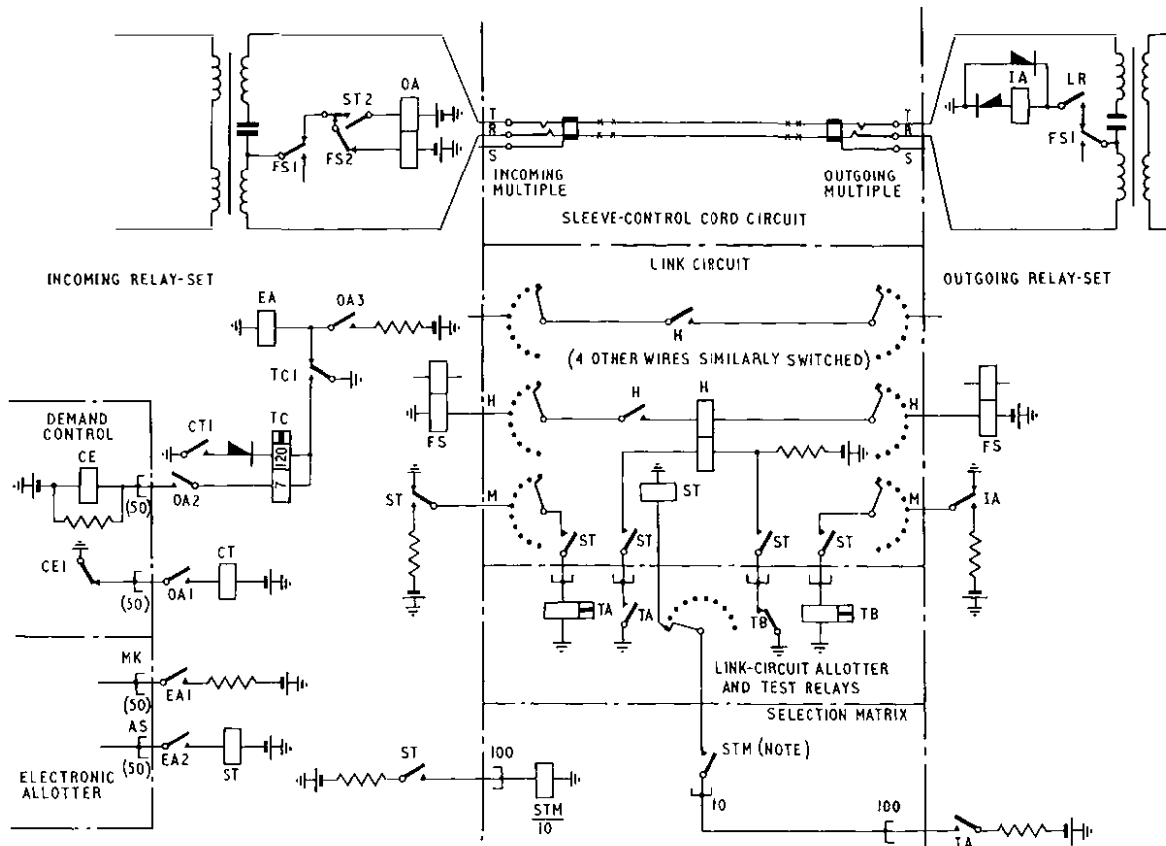 OA
ST2
FS1
FS2
T
R
S
INCOMING
MULTIPLE
OUTGOING
MULTIPLE
T
R
S
SLEEVE-CONTROL CORD CIRCUIT
IA
LR
FS1
INCOMING RELAY-SET
LINK CIRCUIT
OUTGOING RELAY-SET
EA
OA3
H
(4 OTHER WIRES SIMILARLY SWITCHED)
TC1
DEMAND
CONTROL
CE
CT1
TC
120
7
OA2
(50)
FS
H
H
H
H
FS
ST
M
ST
M
IA
CE1
(50)
OA1
CT
ST
ST
ST
ST
TA
TA
TB
TB
LINK-CIRCUIT ALLOTTER
AND TEST RELAYS
MK
(50)
EA1
AS
(50)
EA2
ST
ELECTRONIC
ALLOTTER
SELECTION MATRIX
ST
100
STM
10
STM (NOTE)
10
100
IA